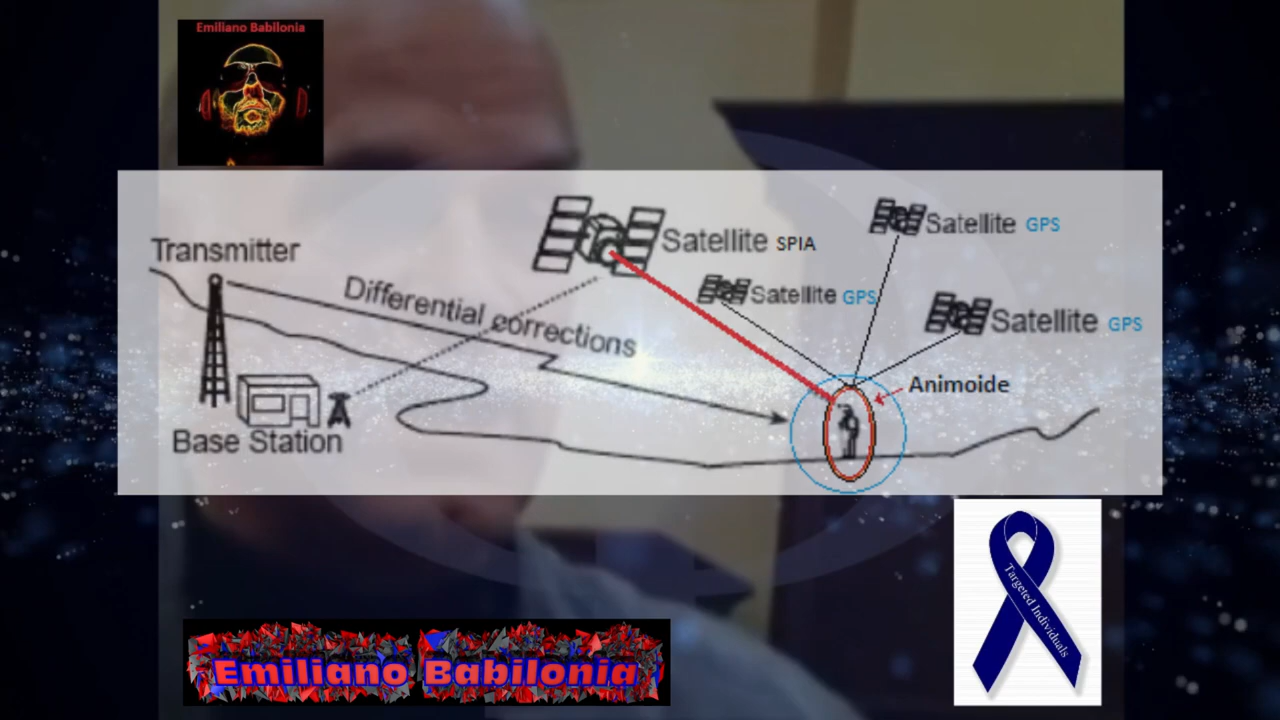 Emiliano Babilonia
Transmitter
Differential corrections
Base Station
Satellite SPIA
Satellite GPS
Satellite GPS
Satellite GPS
Animoide
Targeted Individuals
Emiliano Babilonia